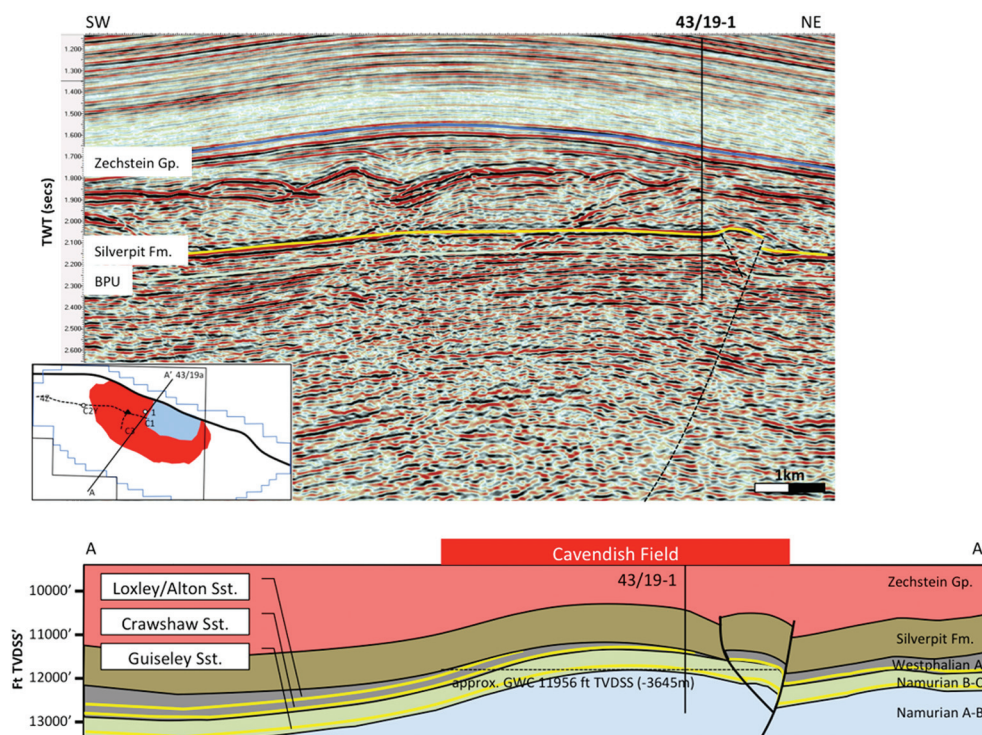 SW
43/19-1
NE
1.200
1.300
1.400
1.500
1.600
1.700
1.800
1.900
2.000
2.100
2.200
2.300
2.400
2.500
2.600
TWT (secs)
Zechstein Gp.
Silverpit Fm.
BPU
A'
43/19a
C2Y
1
C1
C3
A
1km
A
Cavendish Field
A
43/19-1
10000'
11000'
12000'
13000'
Ft TVDSS'
Loxley/Alton Sst.
Crawshaw Sst.
Guiseley Sst.
approx. GWC 11956 ft TVDSS (-3645m)
Zechstein Gp.
Silverpit Fm.
Westphalian A
Namurian B-C
Namurian A-B